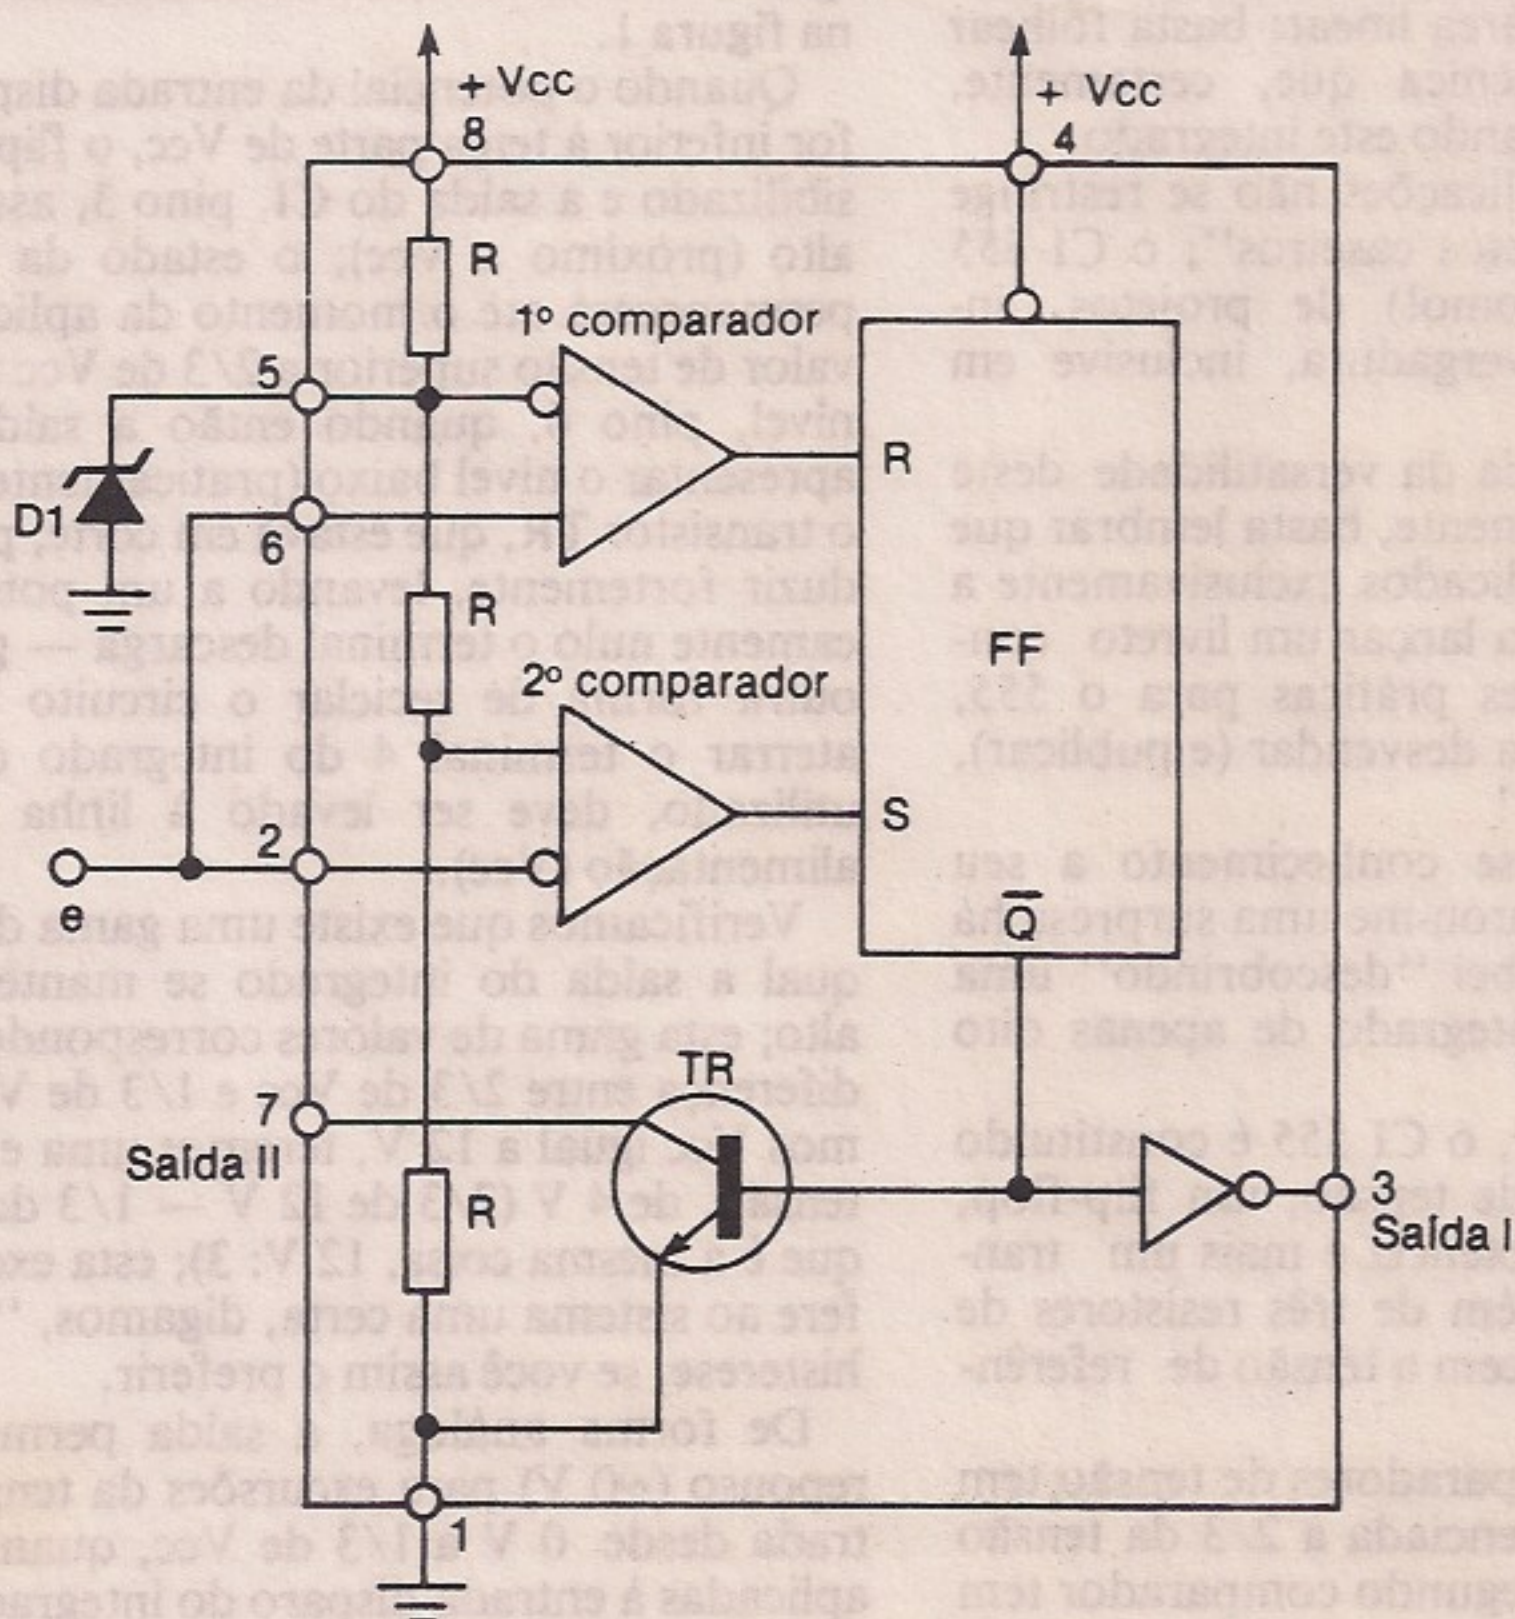 + Vcc
8
+ Vcc
4
R
1º comparador
5
R
D1
6
R
FF
2º comparador
S
2
e
Q̅
TR
7
Saída II
R
3
Saída I
1